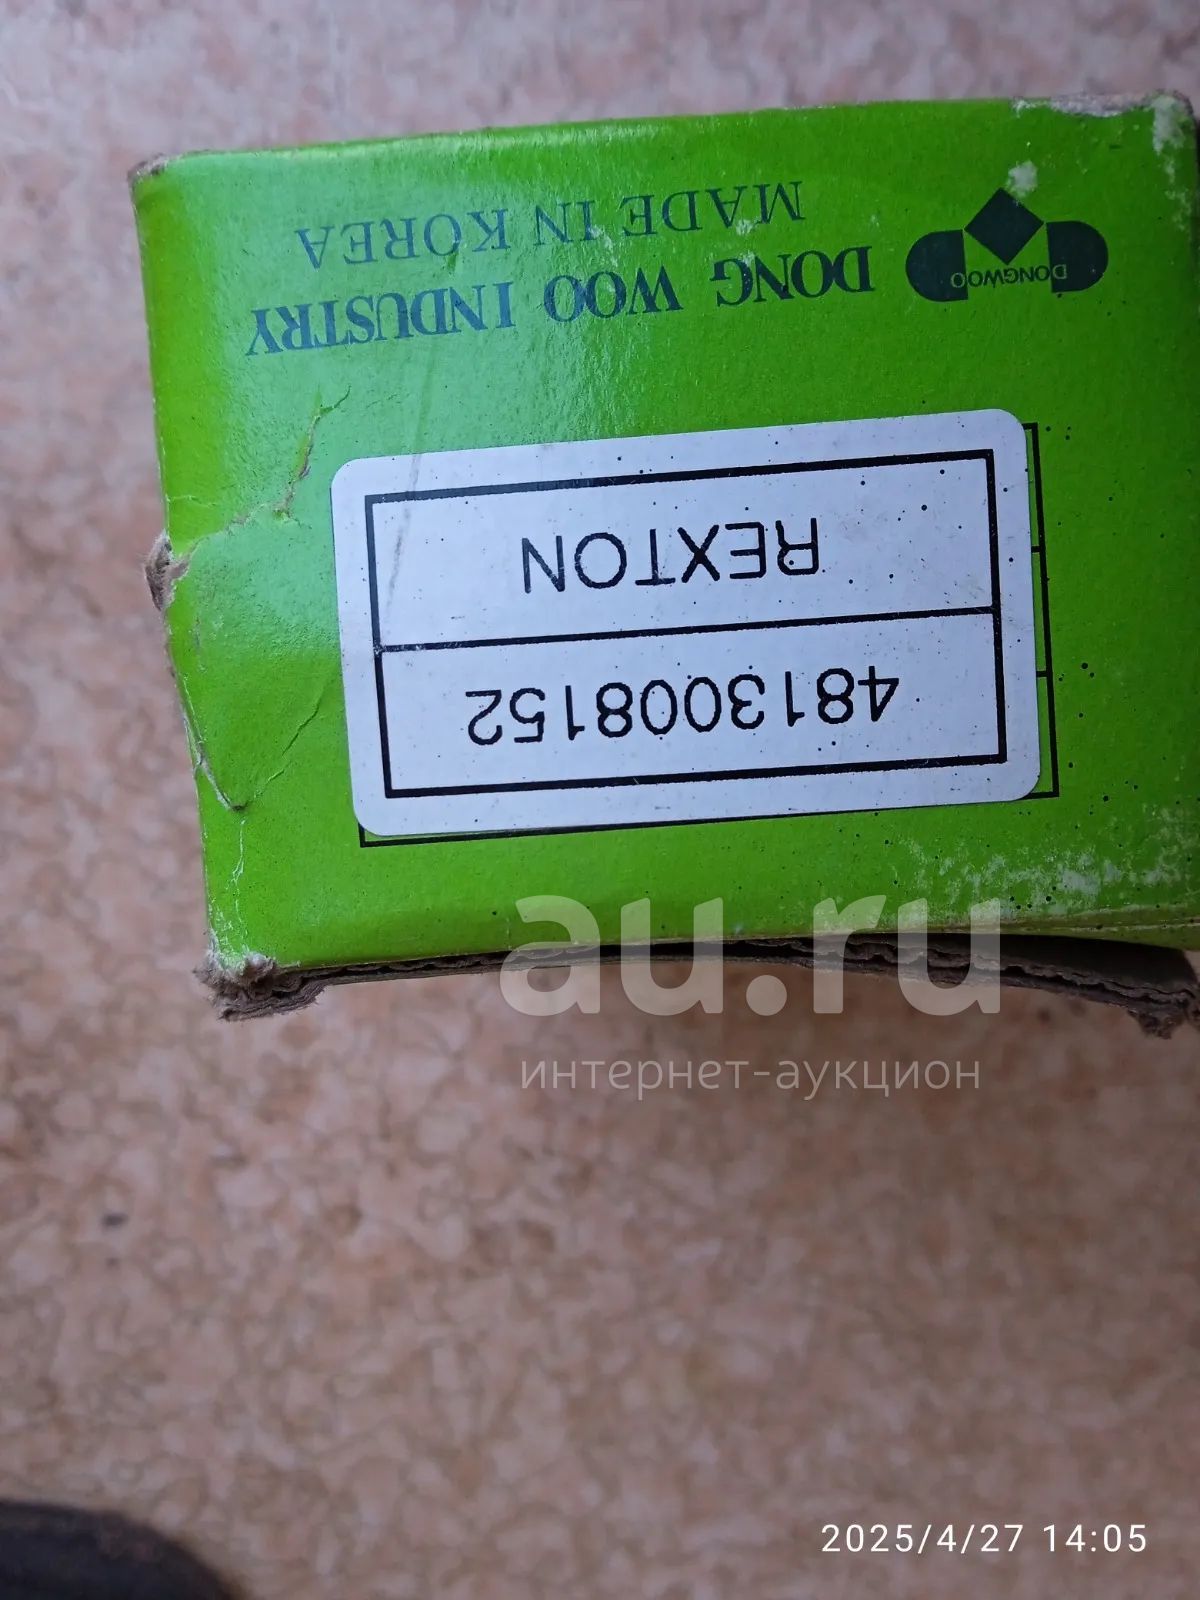 4813008152
REXTON
DONGWOO
DONG WOO INDUSTRY
MADE IN KOREA
au.ru
интернет-аукцион
2025/4/27 14:05